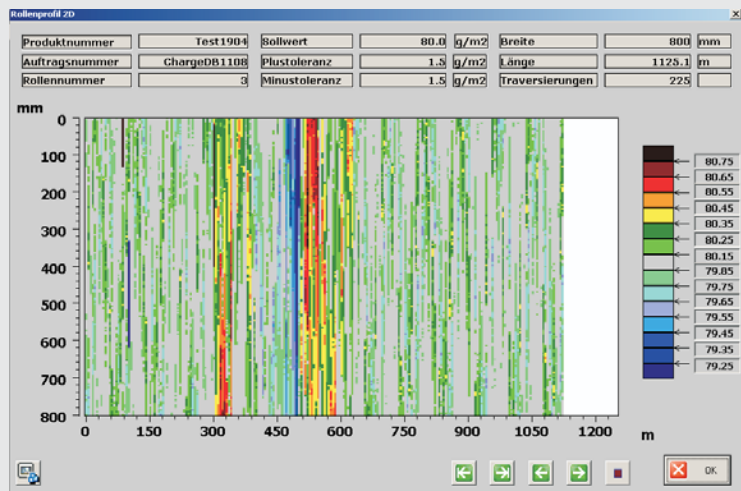 Rollenprofil 2D
Produktnummer Test1904 Sollwert 80.0 g/m2 Breite 800 mm
Auftragsnummer ChargeDB1108 Plustoleranz 1.5 g/m2 Länge 1125.1 m
Rollennummer 3 Minustoleranz 1.5 g/m2 Traversierungen 225
mm
0
100
200
300
400
500
600
700
800
80.75
80.65
80.55
80.45
80.35
80.25
80.15
79.85
79.75
79.65
79.55
79.45
79.35
79.25
0 150 300 450 600 750 900 1050 1200
m
OK